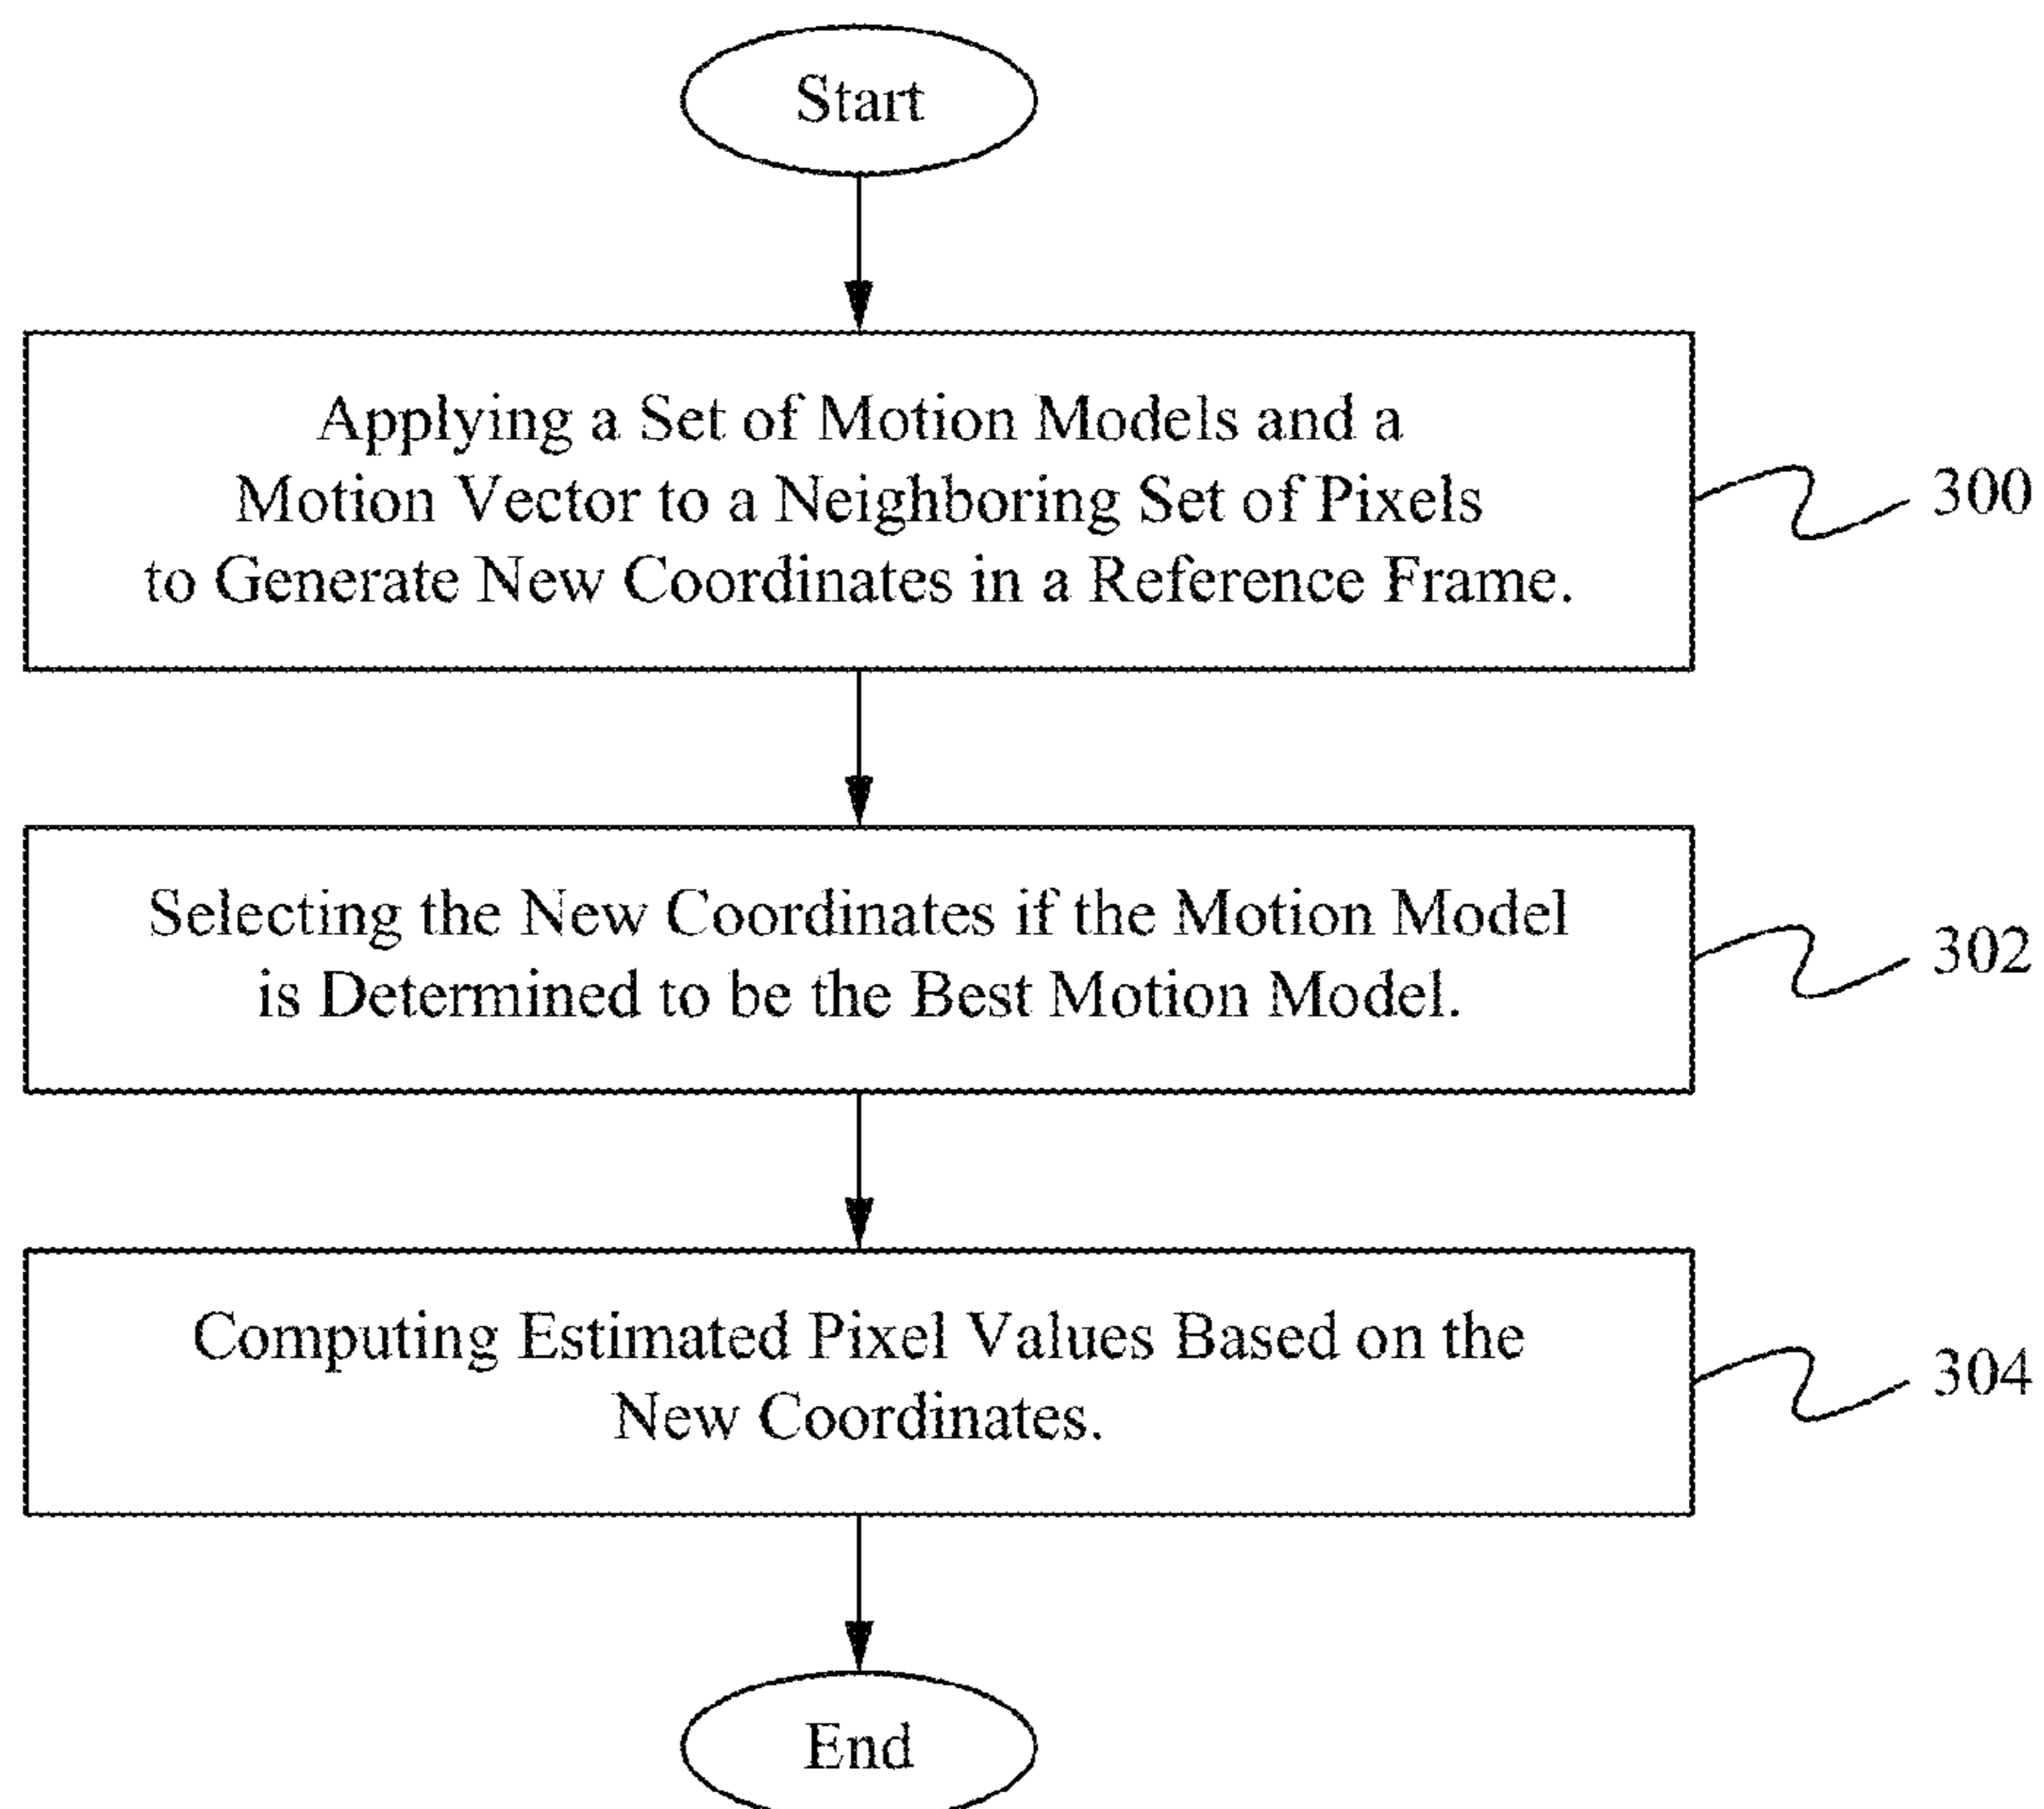 Start
Applying a Set of Motion Models and a
Motion Vector to a Neighboring Set of Pixels
to Generate New Coordinates in a Reference Frame.
300
Selecting the New Coordinates if the Motion Model
is Determined to be the Best Motion Model.
302
Computing Estimated Pixel Values Based on the
New Coordinates.
304
End